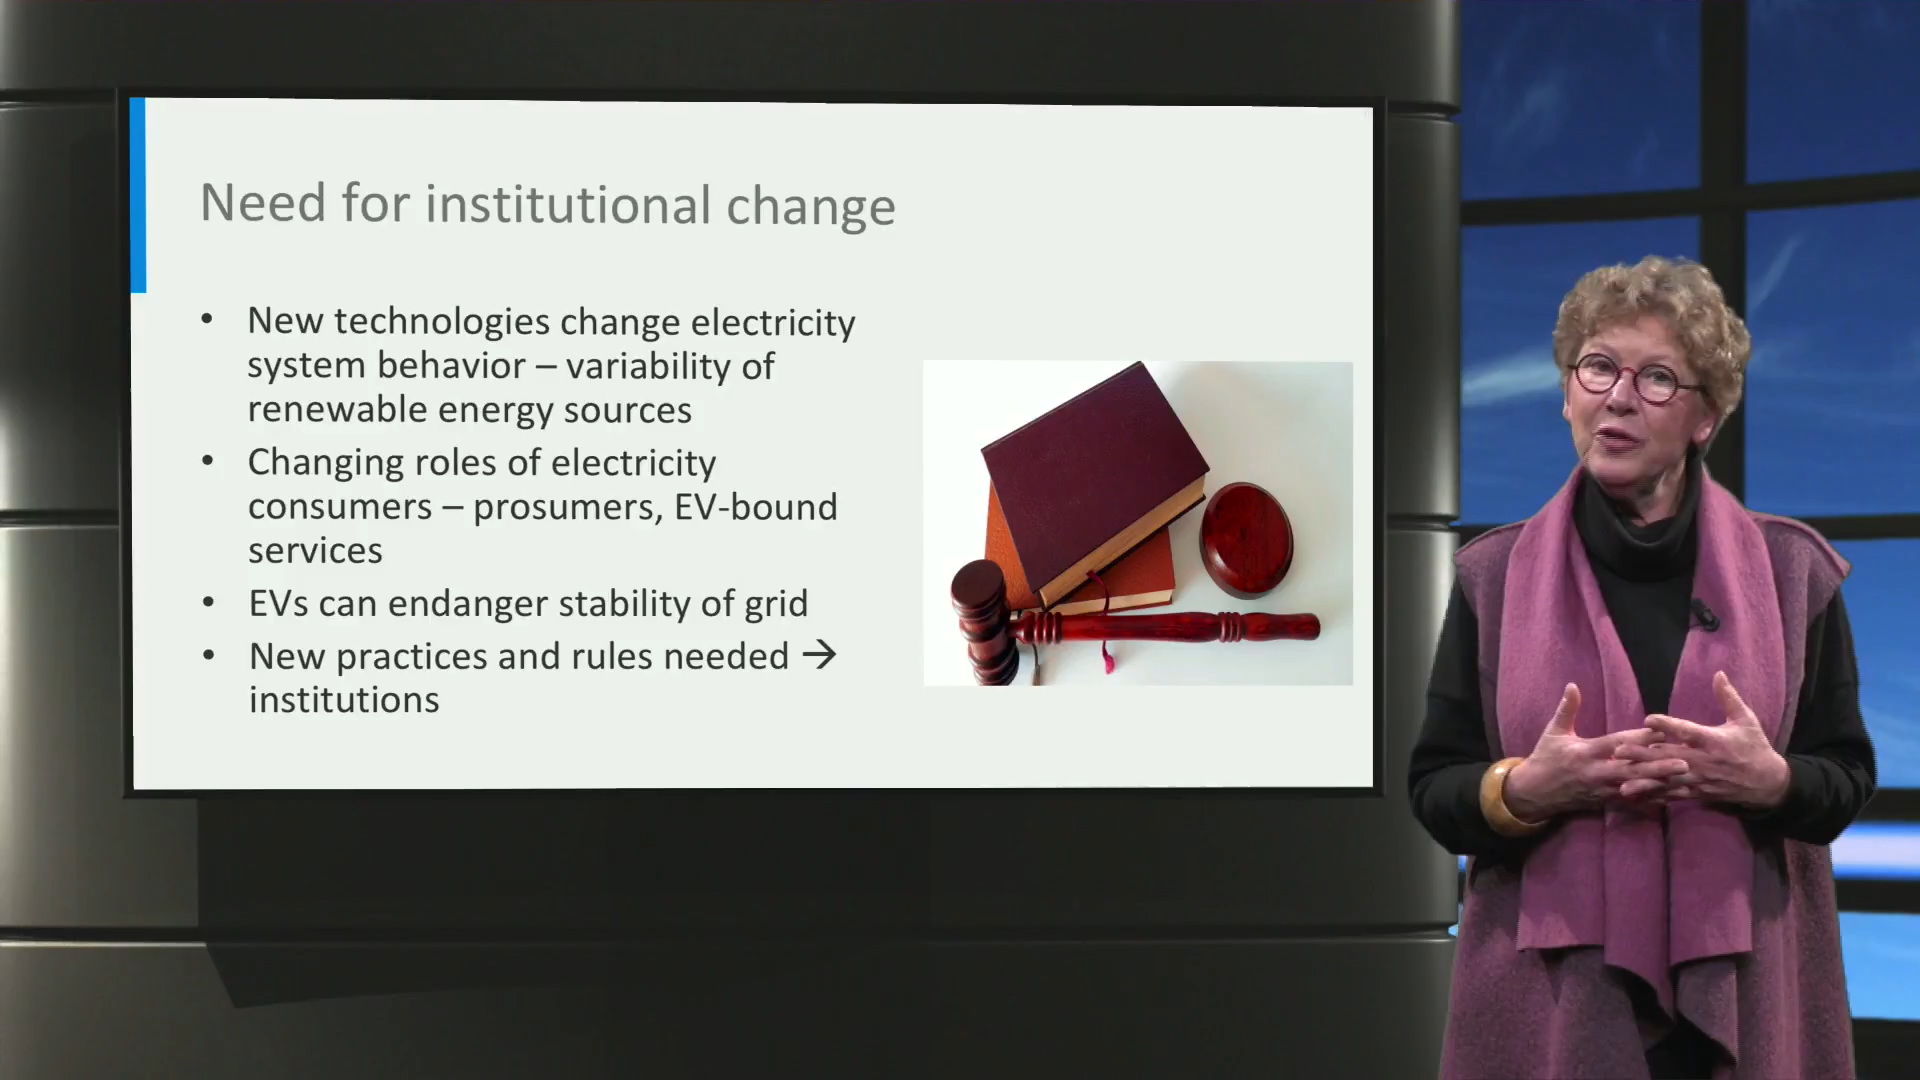 Need for institutional change
• New technologies change electricity
system behavior – variability of
renewable energy sources
• Changing roles of electricity
consumers – prosumers, EV-bound
services
• EVs can endanger stability of grid
• New practices and rules needed →
institutions